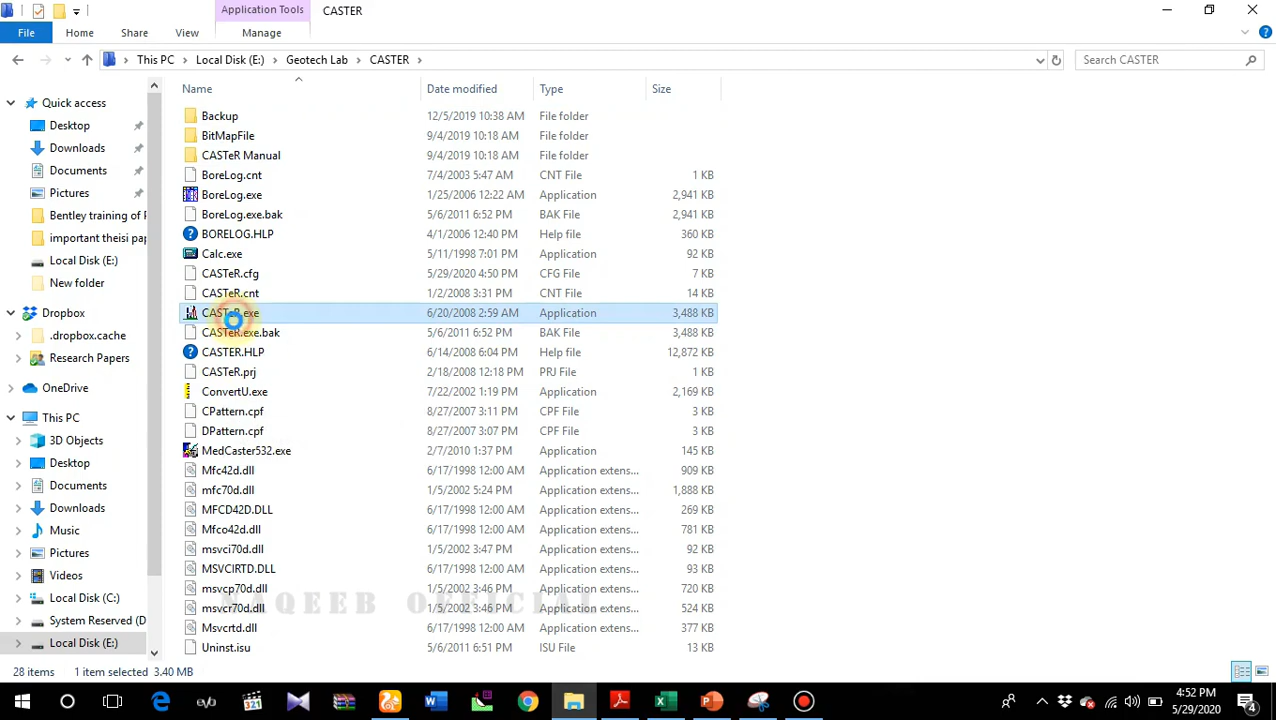 Application Tools CASTER
File Home Share View Manage
This PC Local Disk (E:) Geotech Lab CASTER Search CASTER
Name Date modified Type Size
Quick access
Desktop
Downloads
Documents
Pictures
Bentley training of F
important theisi pap
Local Disk (E:)
New folder
Dropbox
.dropbox.cache
Research Papers
OneDrive
This PC
3D Objects
Desktop
Documents
Downloads
Music
Pictures
Videos
Local Disk (C:)
System Reserved (D
Local Disk (E:)
Backup 12/5/2019 10:38 AM File folder
BitMapFile 9/4/2019 10:18 AM File folder
CASTeR Manual 9/4/2019 10:18 AM File folder
BoreLog.cnt 7/4/2003 5:47 AM CNT File 1 KB
BoreLog.exe 1/25/2006 12:22 AM Application 2,941 KB
BoreLog.exe.bak 5/6/2011 6:52 PM BAK File 2,941 KB
BORELOG.HLP 4/1/2006 12:40 PM Help file 360 KB
Calc.exe 5/11/1998 7:01 PM Application 92 KB
CASTeR.cfg 5/29/2020 4:50 PM CFG File 7 KB
CASTeR.cnt 1/2/2008 3:31 PM CNT File 14 KB
CASTeR.exe 6/20/2008 2:59 AM Application 3,488 KB
CASTeR.exe.bak 5/6/2011 6:52 PM BAK File 3,488 KB
CASTER.HLP 6/14/2008 6:04 PM Help file 12,872 KB
CASTeR.prj 2/18/2008 12:18 PM PRJ File 1 KB
ConvertU.exe 7/22/2002 1:19 PM Application 2,169 KB
CPattern.cpf 8/27/2007 3:11 PM CPF File 3 KB
DPattern.cpf 8/27/2007 3:07 PM CPF File 3 KB
MedCaster532.exe 2/7/2010 1:37 PM Application 145 KB
Mfc42d.dll 6/17/1998 12:00 AM Application extens... 909 KB
mfc70d.dll 1/5/2002 5:24 PM Application extens... 1,888 KB
MFCD42D.DLL 6/17/1998 12:00 AM Application extens... 269 KB
Mfco42d.dll 6/17/1998 12:00 AM Application extens... 781 KB
msvci70d.dll 1/5/2002 3:47 PM Application extens... 92 KB
MSVCIRTD.DLL 6/17/1998 12:00 AM Application extens... 93 KB
msvcp70d.dll 1/5/2002 3:46 PM Application extens... 720 KB
msvcr70d.dll 1/5/2002 3:46 PM Application extens... 524 KB
Msvcrtd.dll 6/17/1998 12:00 AM Application extens... 377 KB
Uninst.isu 5/6/2011 6:51 PM ISU File 13 KB
NAQEEB OFFICIAL
28 items 1 item selected 3.40 MB
4:52 PM
5/29/2020
4